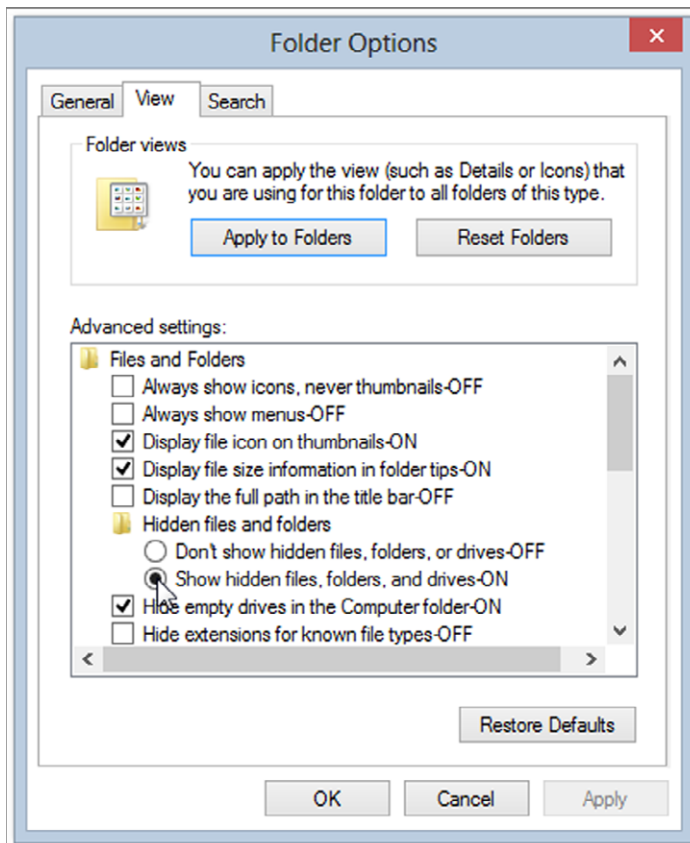 Folder Options
General View Search
Folder views
You can apply the view (such as Details or Icons) that
you are using for this folder to all folders of this type.
Apply to Folders Reset Folders
Advanced settings:
Files and Folders
Always show icons, never thumbnails-OFF
Always show menus-OFF
Display file icon on thumbnails-ON
Display file size information in folder tips-ON
Display the full path in the title bar-OFF
Hidden files and folders
Don't show hidden files, folders, or drives-OFF
Show hidden files, folders, and drives-ON
Hide empty drives in the Computer folder-ON
Hide extensions for known file types-OFF
Restore Defaults
OK Cancel Apply